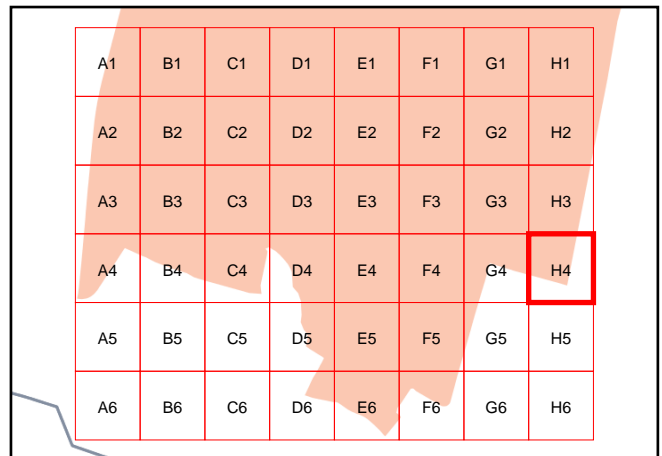 A1 B1 C1 D1 E1 F1 G1 H1
A2 B2 C2 D2 E2 F2 G2 H2
A3 B3 C3 D3 E3 F3 G3 H3
A4 B4 C4 D4 E4 F4 G4 H4
A5 B5 C5 D5 E5 F5 G5 H5
A6 B6 C6 D6 E6 F6 G6 H6